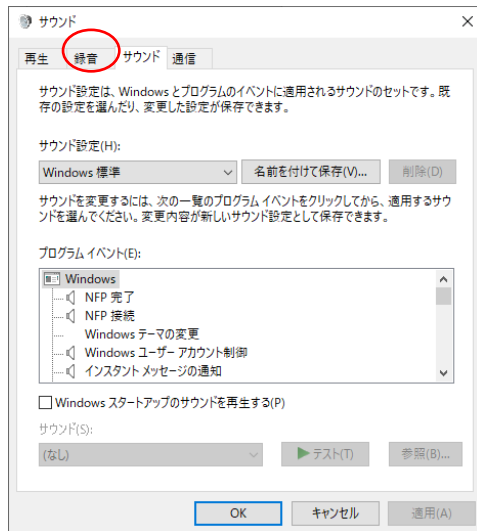 サウンド
再生 録音 サウンド 通信
サウンド設定は、Windows とプログラムのイベントに適用されるサウンドのセットです。既
存の設定を選んだり、変更した設定が保存できます。
サウンド設定(H):
Windows 標準 名前を付けて保存(V)... 削除(D)
サウンドを変更するには、次の一覧のプログラム イベントをクリックしてから、適用するサウ
ンドを選んでください。変更内容が新しいサウンド設定として保存できます。
プログラム イベント(E):
Windows
NFP 完了
NFP 接続
Windows テーマの変更
Windows ユーザー アカウント制御
インスタント メッセージの通知
Windows スタートアップのサウンドを再生する(P)
サウンド(S):
(なし) テスト(T) 参照(B)...
OK キャンセル 適用(A)